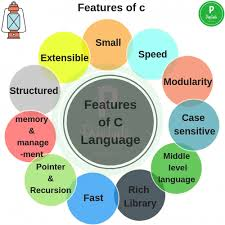 Features of c
Small
Speed
Modularity
Case
sensitive
Middle
level
language
Rich
Library
Fast
Pointer
&
Recursion
memory
&
manage
-ment
Structured
Extensible
Features
of C
Language
P